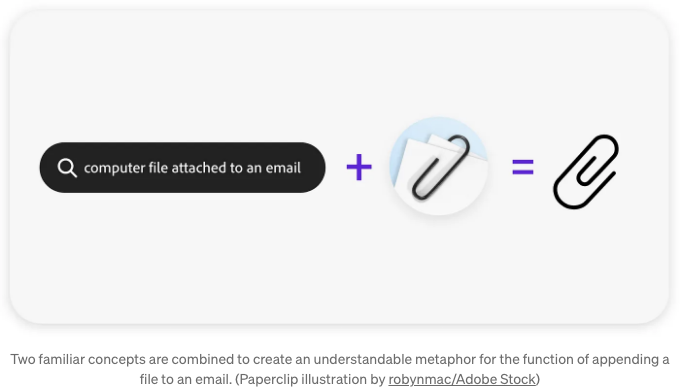 computer file attached to an email
+
=
Two familiar concepts are combined to create an understandable metaphor for the function of appending a
file to an email. (Paperclip illustration by robynmac/Adobe Stock)